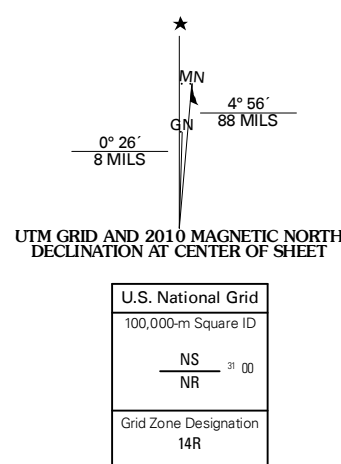 ★
MN
4° 56´
88 MILS
GN
0° 26´
8 MILS
UTM GRID AND 2010 MAGNETIC NORTH
DECLINATION AT CENTER OF SHEET
U.S. National Grid
100,000-m Square ID
NS
31 00
NR
Grid Zone Designation
14R